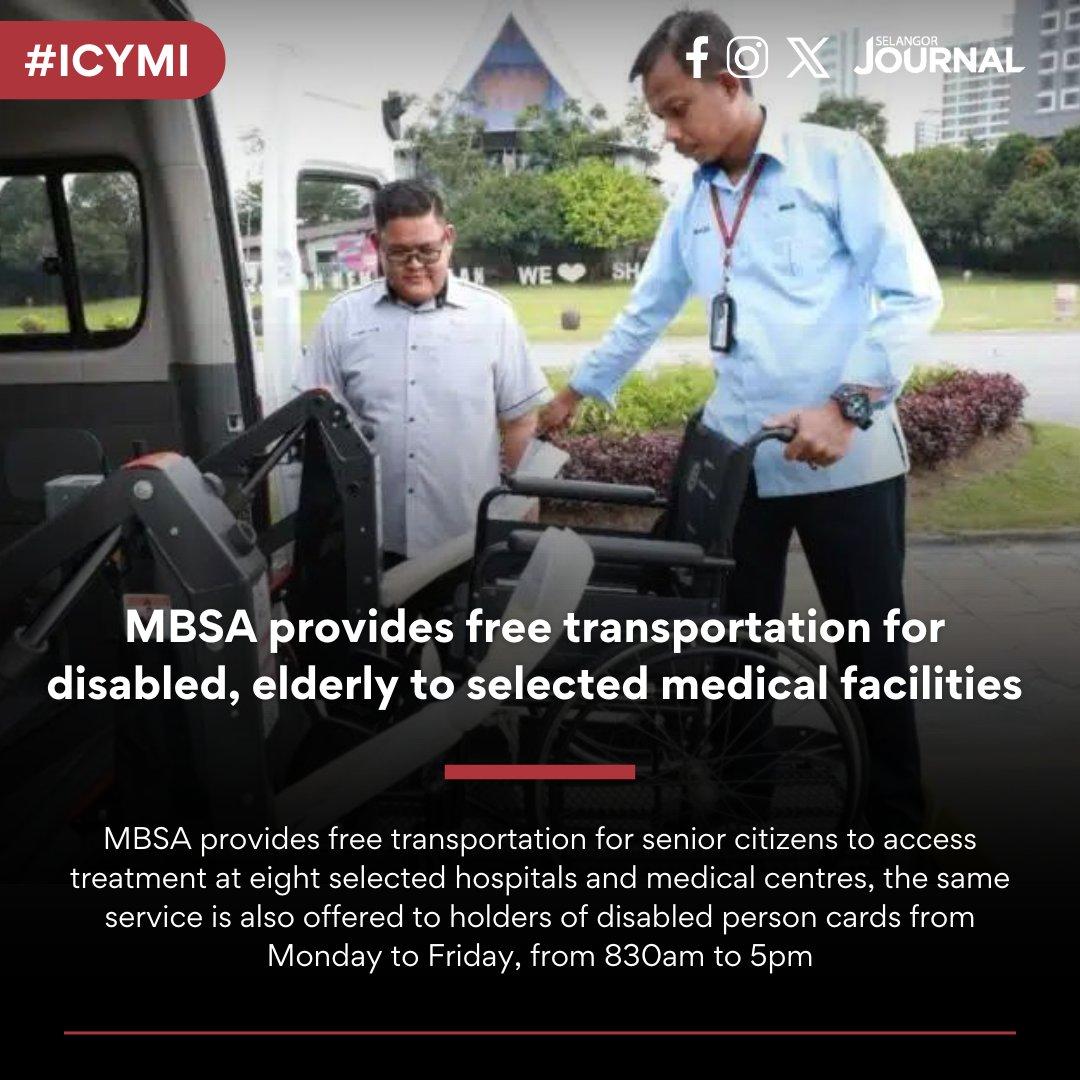 #ICYMI
SELANGOR
JOURNAL
WE ❤ SH
MBSA provides free transportation for
disabled, elderly to selected medical facilities
MBSA provides free transportation for senior citizens to access
treatment at eight selected hospitals and medical centres, the same
service is also offered to holders of disabled person cards from
Monday to Friday, from 830am to 5pm